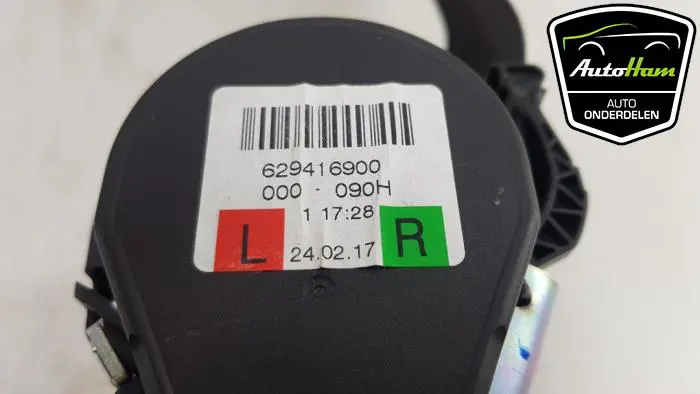 AutoHam
AUTO
ONDERDELEN
629416900
000 - 090H
1 17:28
L
24.02.17
R